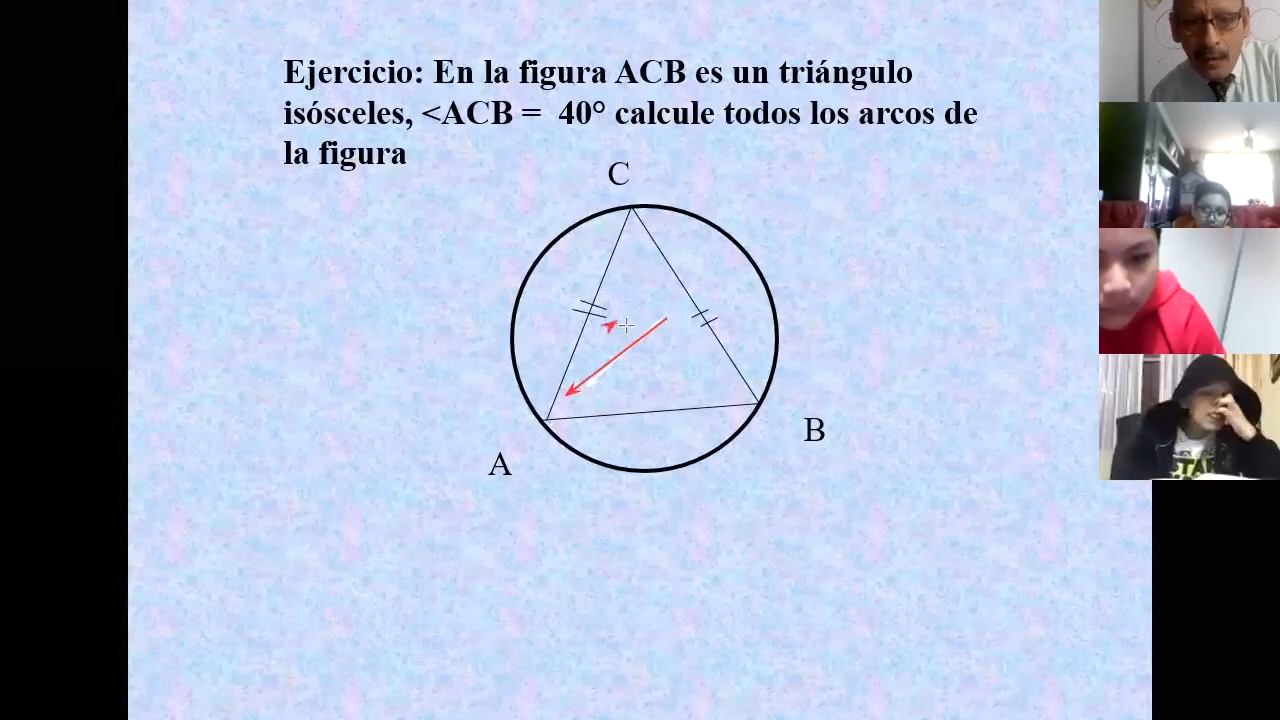 Ejercicio: En la figura ACB es un triángulo
isósceles, <ACB =  40° calcule todos los arcos de
la figura
C
B
A